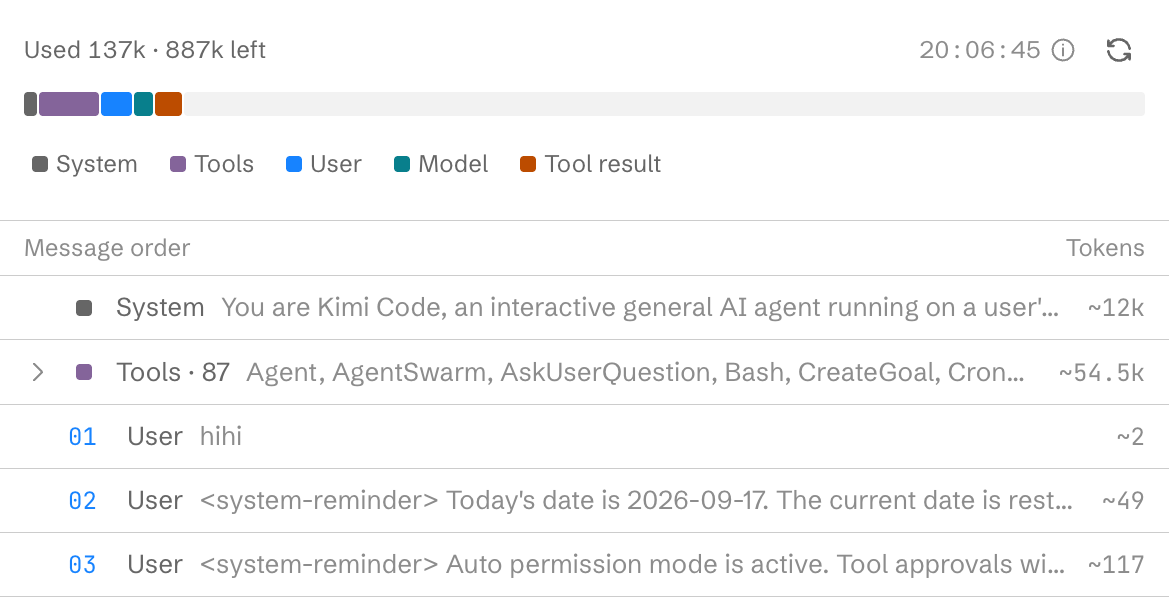 Used 137k · 887k left 20:06:45
System Tools User Model Tool result
Message order Tokens
System You are Kimi Code, an interactive general AI agent running on a user'... ~12k
Tools · 87 Agent, AgentSwarm, AskUserQuestion, Bash, CreateGoal, Cron... ~54.5k
01 User hihi ~2
02 User <system-reminder> Today's date is 2026-09-17. The current date is rest... ~49
03 User <system-reminder> Auto permission mode is active. Tool approvals wi... ~117